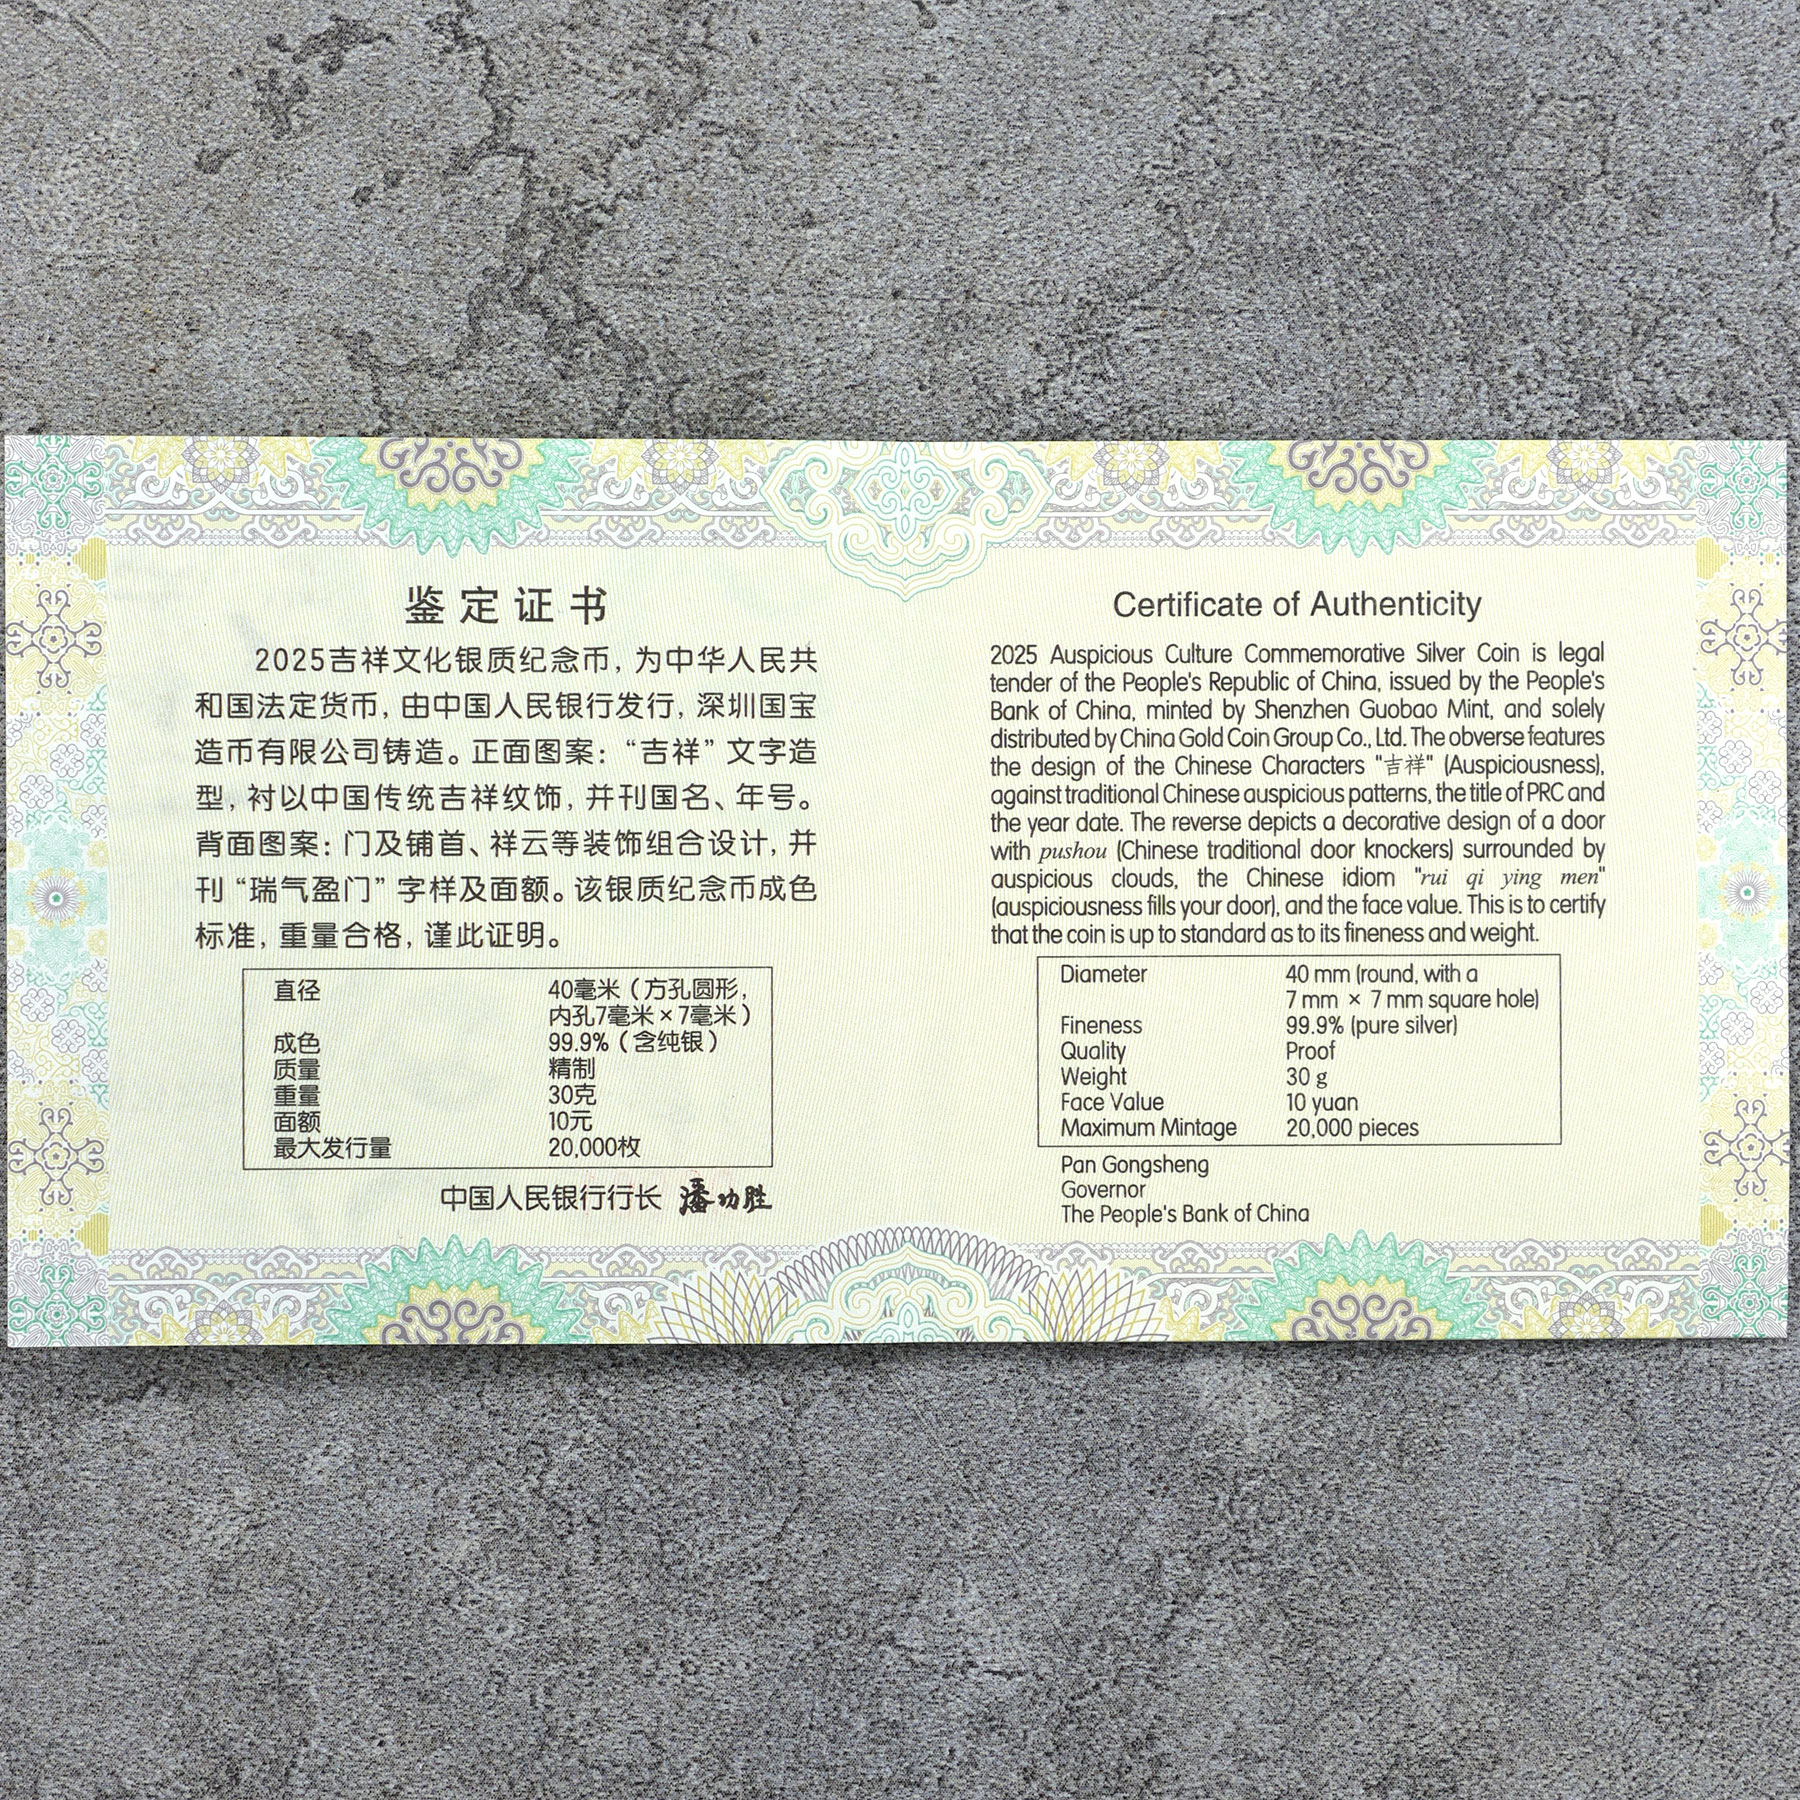 鉴定证书
2025吉祥文化银质纪念币，为中华人民共
和国法定货币，由中国人民银行发行，深圳国宝
造币有限公司铸造。正面图案：“吉祥”文字造
型，衬以中国传统吉祥纹饰，并刊国名、年号。
背面图案：门及铺首、祥云等装饰组合设计，并
刊“瑞气盈门”字样及面额。该银质纪念币成色
标准，重量合格，谨此证明。
直径 40毫米（方孔圆形，
内孔7毫米×7毫米）
成色 99.9%（含纯银）
质量 精制
重量 30克
面额 10元
最大发行量 20,000枚
中国人民银行行长 潘功胜
Certificate of Authenticity
2025 Auspicious Culture Commemorative Silver Coin is legal
tender of the People's Republic of China, issued by the People's
Bank of China, minted by Shenzhen Guobao Mint, and solely
distributed by China Gold Coin Group Co., Ltd. The obverse features
the design of the Chinese Characters "吉祥" (Auspiciousness),
against traditional Chinese auspicious patterns, the title of PRC and
the year date. The reverse depicts a decorative design of a door
with pushou (Chinese traditional door knockers) surrounded by
auspicious clouds, the Chinese idiom "rui qi ying men"
(auspiciousness fills your door), and the face value. This is to certify
that the coin is up to standard as to its fineness and weight.
Diameter 40 mm (round, with a
7 mm × 7 mm square hole)
Fineness 99.9% (pure silver)
Quality Proof
Weight 30 g
Face Value 10 yuan
Maximum Mintage 20,000 pieces
Pan Gongsheng
Governor
The People's Bank of China